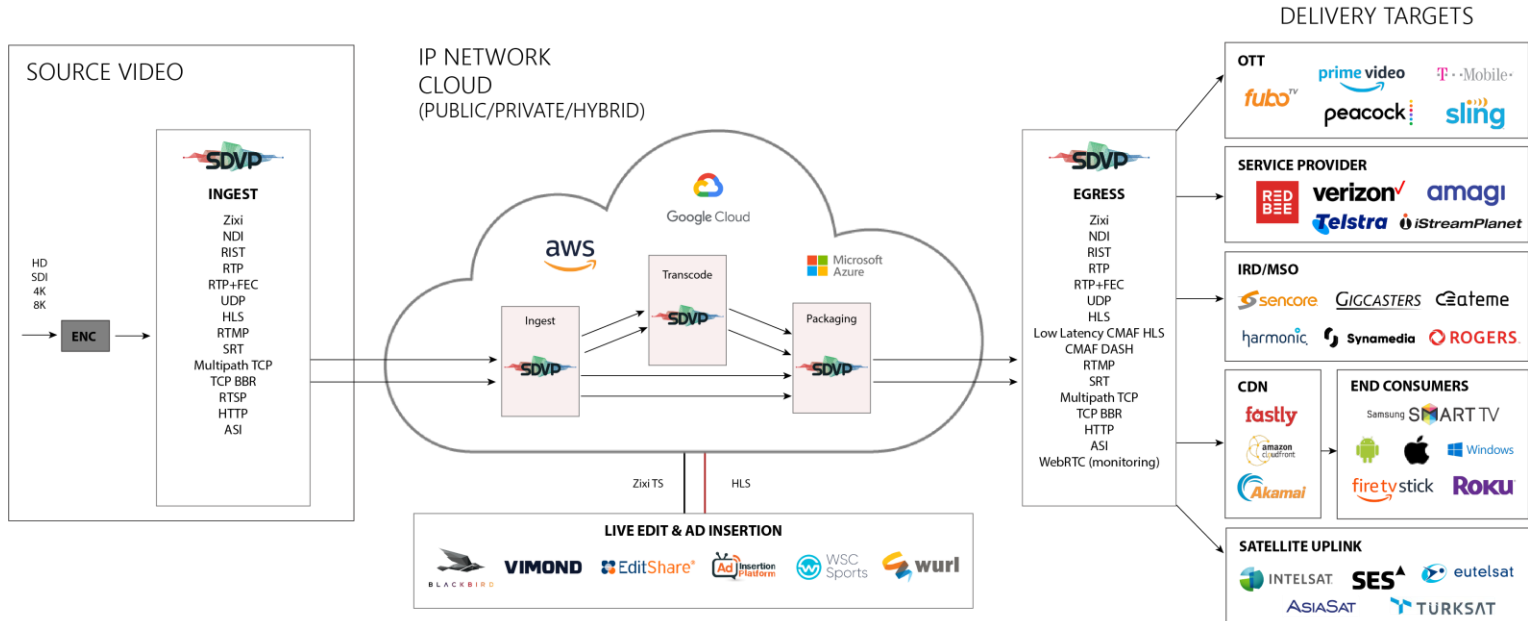 SOURCE VIDEO
HD
SDI
4K
8K
ENC
SDVP
INGEST
Zixi
NDI
RIST
RTP
RTP+FEC
UDP
HLS
RTMP
SRT
Multipath TCP
TCP BBR
RTSP
HTTP
ASI
IP NETWORK
CLOUD
(PUBLIC/PRIVATE/HYBRID)
Google Cloud
aws
Microsoft
Azure
Ingest
SDVP
Transcode
SDVP
Packaging
SDVP
Zixi TS
HLS
LIVE EDIT & AD INSERTION
BLACKBIRD
VIMOND
EditShare®
Ad Insertion
Platform
WSC
Sports
wurl
SDVP
EGRESS
Zixi
NDI
RIST
RTP
RTP+FEC
UDP
HLS
Low Latency CMAF HLS
CMAF DASH
RTMP
SRT
Multipath TCP
TCP BBR
HTTP
ASI
WebRTC (monitoring)
DELIVERY TARGETS
OTT
fubo TV
prime video
T··Mobile·
peacock
sling
SERVICE PROVIDER
RED
BEE
verizon
amagi
Telstra
iStreamPlanet
IRD/MSO
sencore
GIGCASTERS
ateme
harmonic
Synamedia
ROGERS
CDN
fastly
amazon
cloudfront
Akamai
END CONSUMERS
Samsung SMART TV
Windows
fire tv stick
ROKU
SATELLITE UPLINK
INTELSAT
SES
eutelsat
ASIASAT
TÜRKSAT